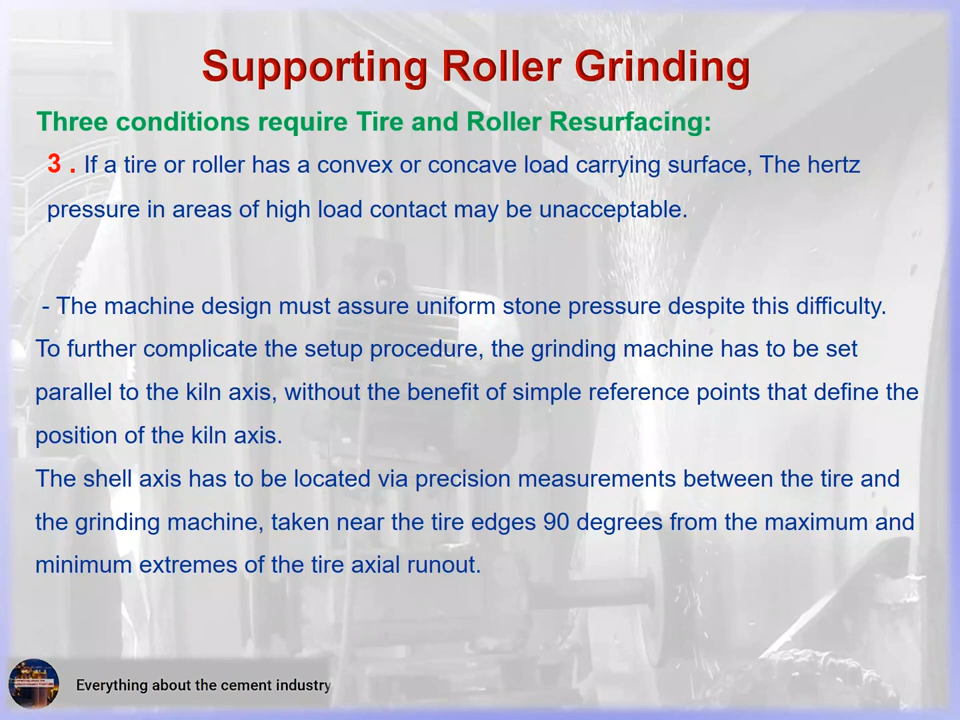 Supporting Roller Grinding
Three conditions require Tire and Roller Resurfacing:
3 . If a tire or roller has a convex or concave load carrying surface, The hertz
pressure in areas of high load contact may be unacceptable.
- The machine design must assure uniform stone pressure despite this difficulty.
To further complicate the setup procedure, the grinding machine has to be set
parallel to the kiln axis, without the benefit of simple reference points that define the
position of the kiln axis.
The shell axis has to be located via precision measurements between the tire and
the grinding machine, taken near the tire edges 90 degrees from the maximum and
minimum extremes of the tire axial runout.
Everything about the cement industry